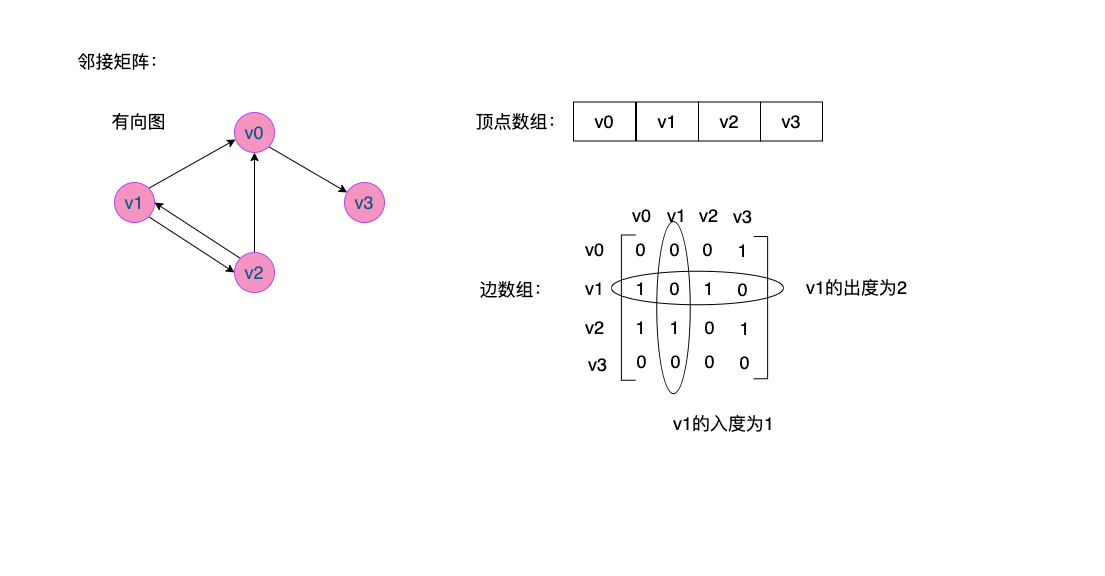 邻接矩阵：
有向图
v0
v1
v3
v2
顶点数组： v0 v1 v2 v3
v0 v1 v2 v3
v0 0 0 0 1
边数组： v1 1 0 1 0 v1的出度为2
v2 1 1 0 1
v3 0 0 0 0
v1的入度为1